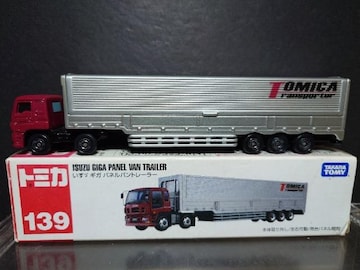 TOMICA
Transporter
ISUZU GIGA PANEL VAN TRAILER
いすゞ ギガ パネルバントレーラー
トミカ
139
TOMICA
Transporter
TAKARA
TOMY